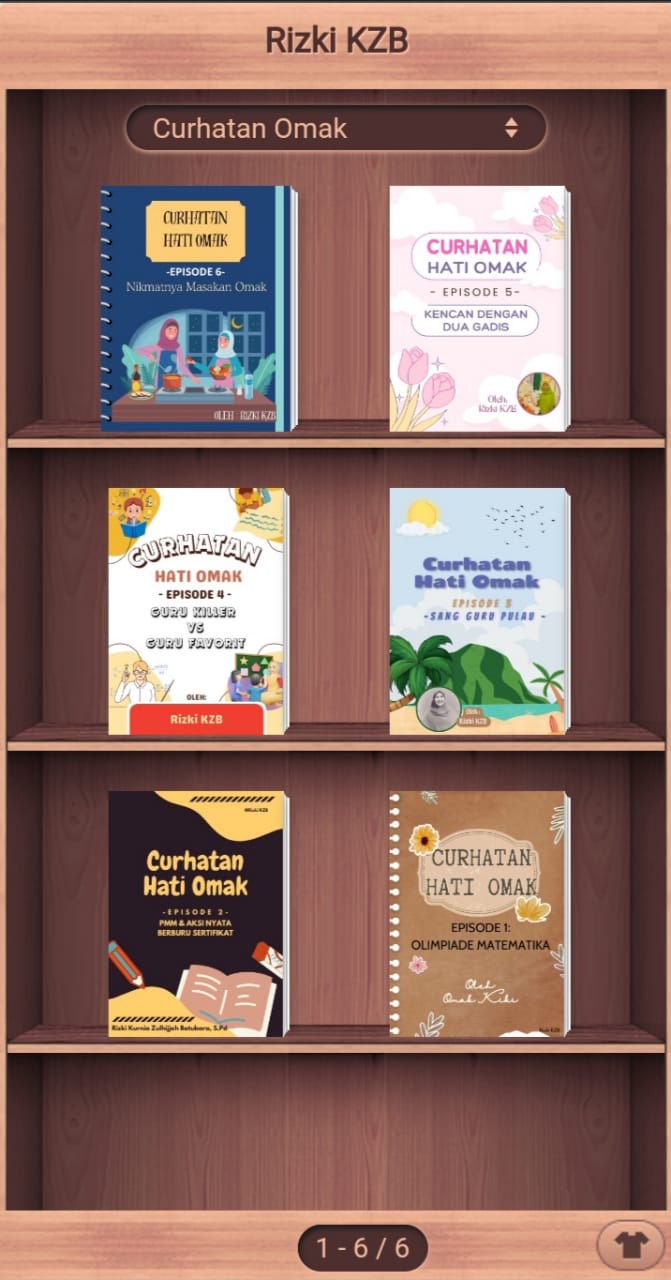 Rizki KZB
Curhatan Omak
CURHATAN
HATI OMAK
-EPISODE 6-
Nikmatnya Masakan Omak
OLEH : RIZKI KZB
CURHATAN
HATI OMAK
- EPISODE 5-
KENCAN DENGAN
DUA GADIS
Oleh:
Rizki KZB
CURHATAN
HATI OMAK
- EPISODE 4 -
GURU KILLER
VS
GURU FAVORIT
OLEH:
Rizki KZB
Curhatan
Hati Omak
EPISODE 3
-SANG GURU PULAU -
Oleh :
Rizki KZB
Rizki KZB
Curhatan
Hati Omak
-EPISODE 2-
PMM & AKSI NYATA
BERBURU SERTIFIKAT
Rizki Kurnia Zulhijjah Batubara, S.Pd
CURHATAN
HATI OMAK
EPISODE 1:
OLIMPIADE MATEMATIKA
Oleh
Omak Kiki
Rizki KZB
1 - 6 / 6